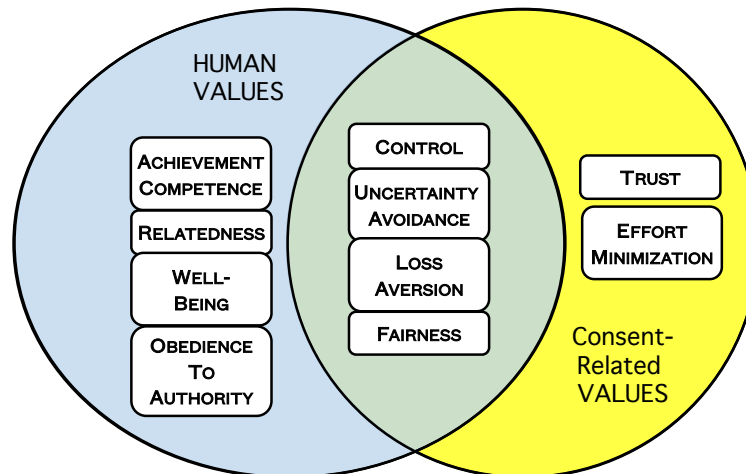 HUMAN
VALUES
ACHIEVEMENT
COMPETENCE
RELATEDNESS
WELL-
BEING
OBEDIENCE
TO
AUTHORITY
CONTROL
UNCERTAINTY
AVOIDANCE
LOSS
AVERSION
FAIRNESS
TRUST
EFFORT
MINIMIZATION
Consent-
Related
VALUES